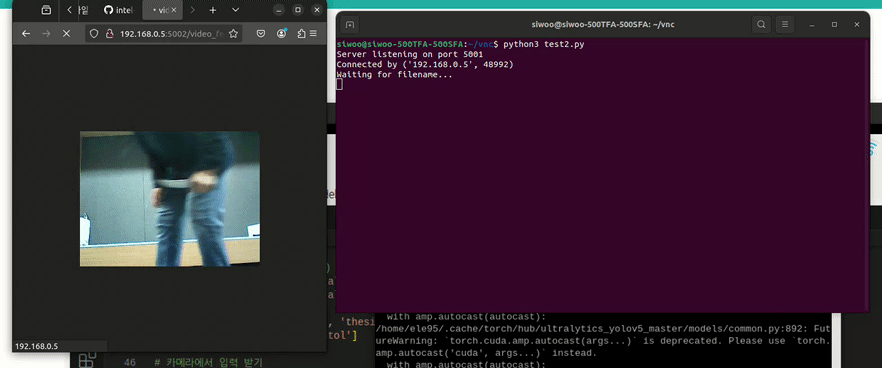 intel
vid
192.168.0.5:5002/video_f
192.168.0.5
siwoo@siwoo-500TFA-500SFA: ~/vnc
siwoo@siwoo-500TFA-500SFA:~/vnc$ python3 test2.py
Server listening on port 5001
Connected by ('192.168.0.5', 48992)
Waiting for filename...
, 'thesi
tol']
46 # 카메라에서 입력 받기
with amp.autocast(autocast):
/home/ele95/.cache/torch/hub/ultralytics_yolov5_master/models/common.py:892: Fut
ureWarning: `torch.cuda.amp.autocast(args...)` is deprecated. Please use `torch.
amp.autocast('cuda', args...)` instead.
with amp.autocast(autocast):